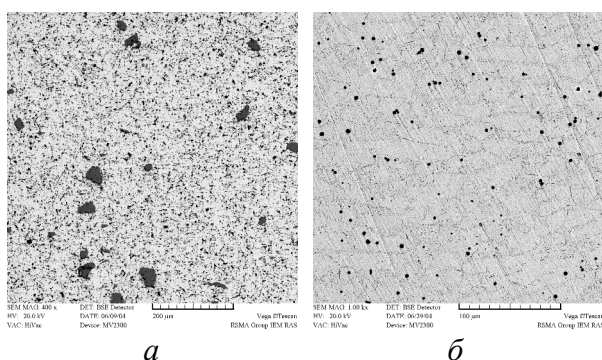 SEM MAG: 400 x DET: BSE Detector
HV: 20.0 kV DATE: 06/09/04 200 µm Vega ©Tescan
VAC: HiVac Device: MV2300 RSMA Group IEM RAS
SEM MAG: 1.00 kx DET: BSE Detector
HV: 20.0 kV DATE: 06/29/04 100 µm Vega ©Tescan
VAC: HiVac Device: MV2300 RSMA Group IEM RAS
а б